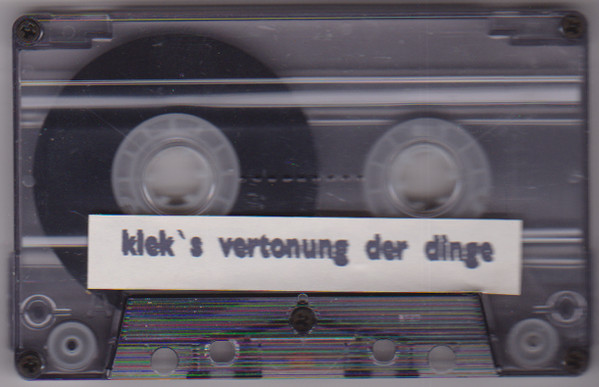 klek`s vertonung der dinge